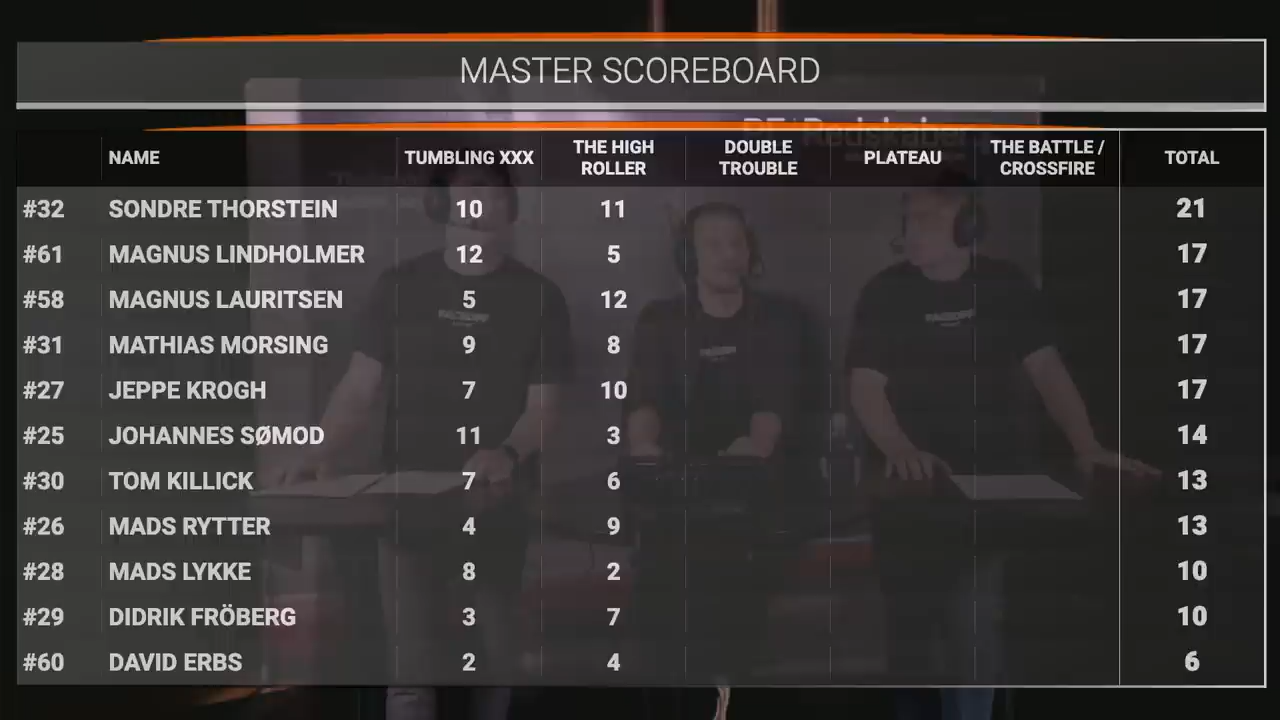 MASTER SCOREBOARD
NAME TUMBLING XXX THE HIGH ROLLER DOUBLE TROUBLE PLATEAU THE BATTLE / CROSSFIRE TOTAL
#32 SONDRE THORSTEIN 10 11 21
#61 MAGNUS LINDHOLMER 12 5 17
#58 MAGNUS LAURITSEN 5 12 17
#31 MATHIAS MORSING 9 8 17
#27 JEPPE KROGH 7 10 17
#25 JOHANNES SØMOD 11 3 14
#30 TOM KILLICK 7 6 13
#26 MADS RYTTER 4 9 13
#28 MADS LYKKE 8 2 10
#29 DIDRIK FRÖBERG 3 7 10
#60 DAVID ERBS 2 4 6